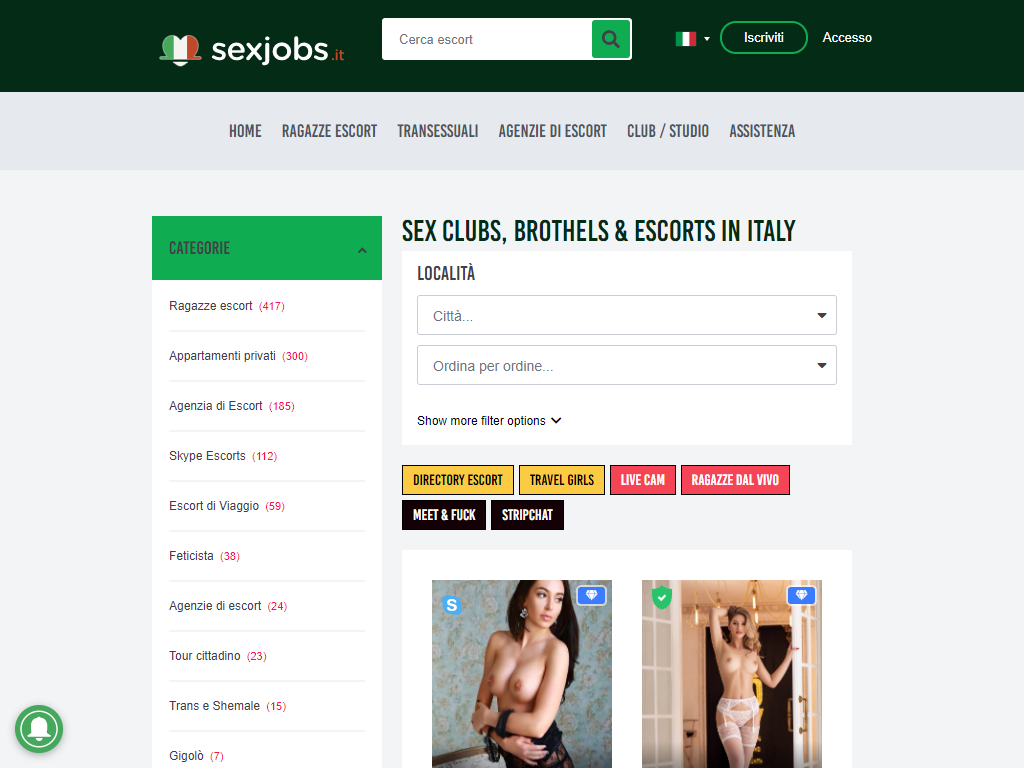 sexjobs.it
Cerca escort
Iscriviti
Accesso
HOME
RAGAZZE ESCORT
TRANSESSUALI
AGENZIE DI ESCORT
CLUB / STUDIO
ASSISTENZA
CATEGORIE
Ragazze escort (417)
Appartamenti privati (300)
Agenzia di Escort (185)
Skype Escorts (112)
Escort di Viaggio (59)
Feticista (38)
Agenzie di escort (24)
Tour cittadino (23)
Trans e Shemale (15)
Gigolò (7)
SEX CLUBS, BROTHELS & ESCORTS IN ITALY
LOCALITÀ
Città...
Ordina per ordine...
Show more filter options
DIRECTORY ESCORT
TRAVEL GIRLS
LIVE CAM
RAGAZZE DAL VIVO
MEET & FUCK
STRIPCHAT
S